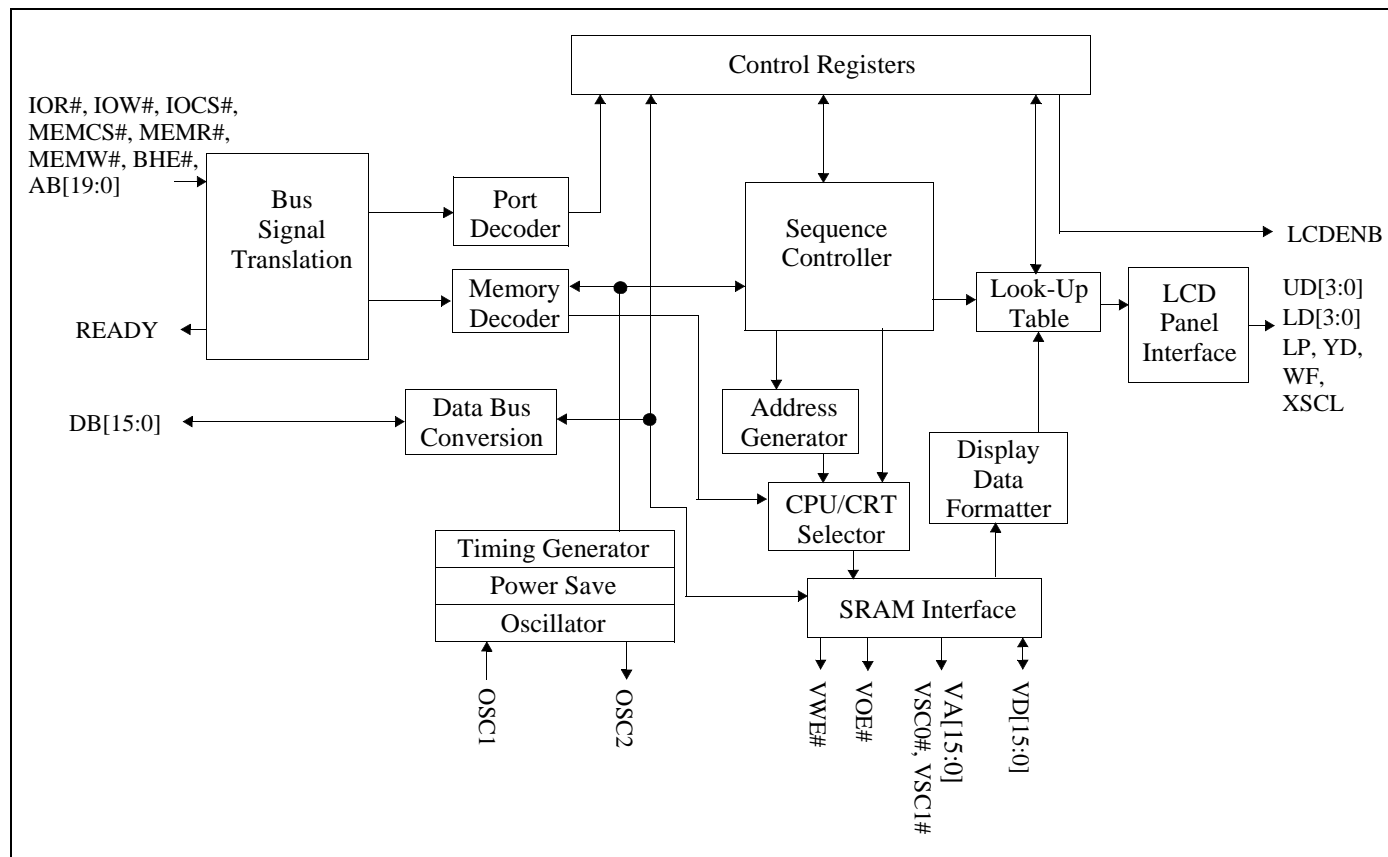 Control Registers
IOR#, IOW#, IOCS#,
MEMCS#, MEMR#,
MEMW#, BHE#,
AB[19:0]
Bus
Signal
Translation
Port
Decoder
Sequence
Controller
LCDENB
Memory
Decoder
Look-Up
Table
LCD
Panel
Interface
UD[3:0]
LD[3:0]
LP, YD,
WF,
XSCL
READY
DB[15:0]
Data Bus
Conversion
Address
Generator
Display
Data
Formatter
CPU/CRT
Selector
Timing Generator
Power Save
Oscillator
SRAM Interface
OSC1
OSC2
VWE#
VOE#
VA[15:0]
VSC0#, VSC1#
VD[15:0]